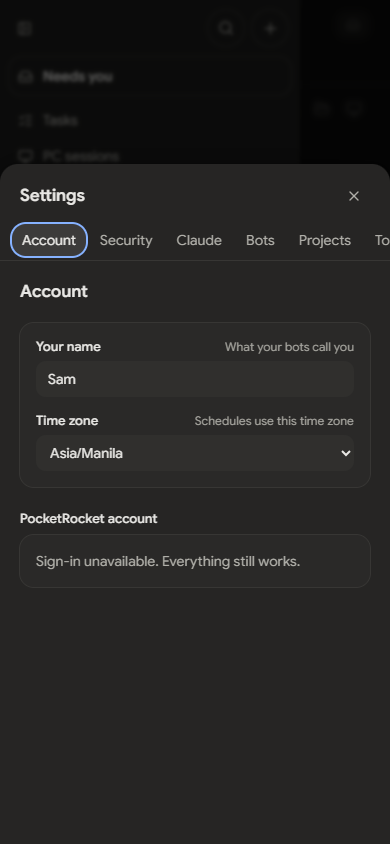 Needs you
Tasks
PC sessions
Settings
Account Security Claude Bots Projects To
Account
Your name What your bots call you
Sam
Time zone Schedules use this time zone
Asia/Manila
PocketRocket account
Sign-in unavailable. Everything still works.